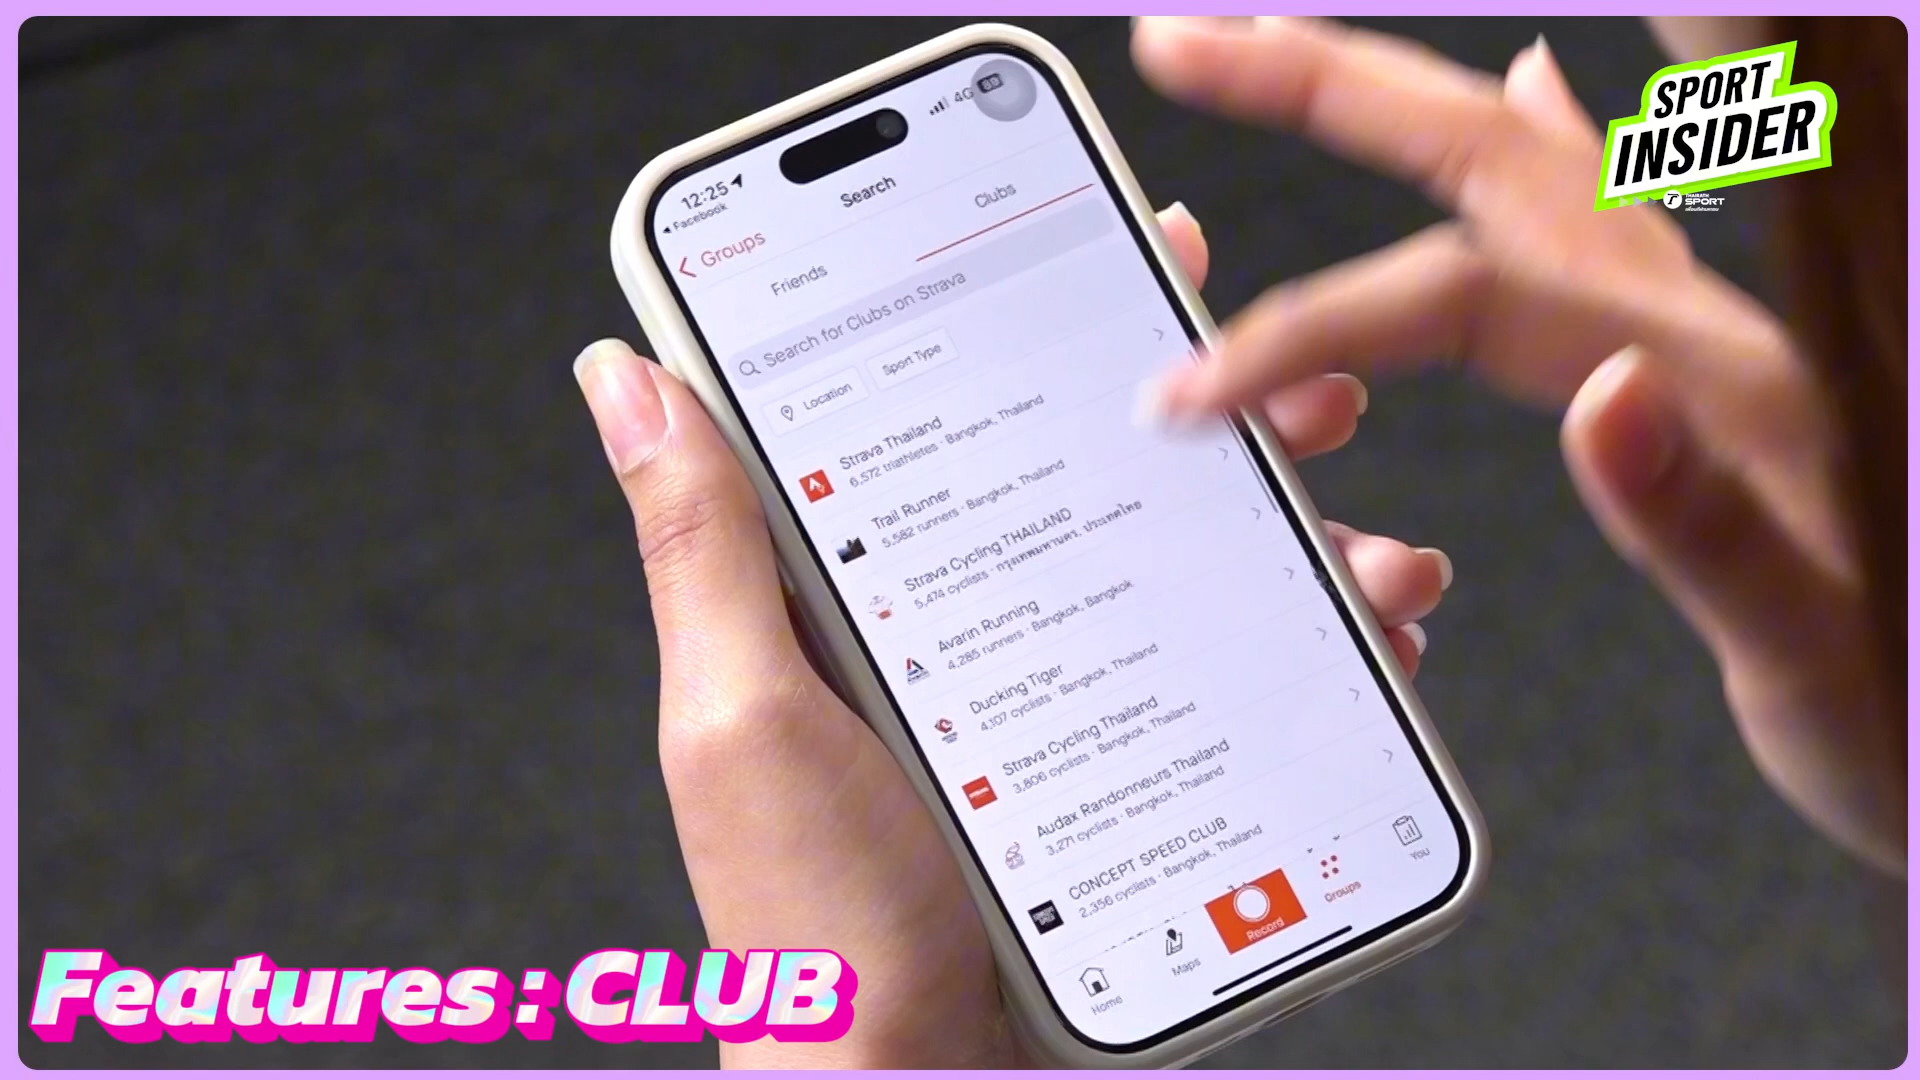 SPORT
INSIDER
THAIRATH
SPORT
12:25
4G 89
Facebook
Search
Groups
Friends
Clubs
Search for Clubs on Strava
Location
Sport Type
Strava Thailand
6,572 triathletes · Bangkok, Thailand
Trail Runner
5,582 runners · Bangkok, Thailand
Strava Cycling THAILAND
5,474 cyclists · กรุงเทพมหานคร, ประเทศไทย
Avarin Running
4,285 runners · Bangkok, Bangkok
Ducking Tiger
4,107 cyclists · Bangkok, Thailand
Strava Cycling Thailand
3,806 cyclists · Bangkok, Thailand
Audax Randonneurs Thailand
3,271 cyclists · Bangkok, Thailand
CONCEPT SPEED CLUB
2,356 cyclists · Bangkok, Thailand
Home
Maps
Record
Groups
You
Features : CLUB